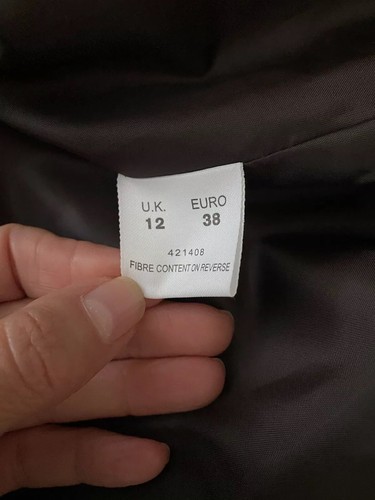 U.K. EURO
12 38
421408
FIBRE CONTENT ON REVERSE